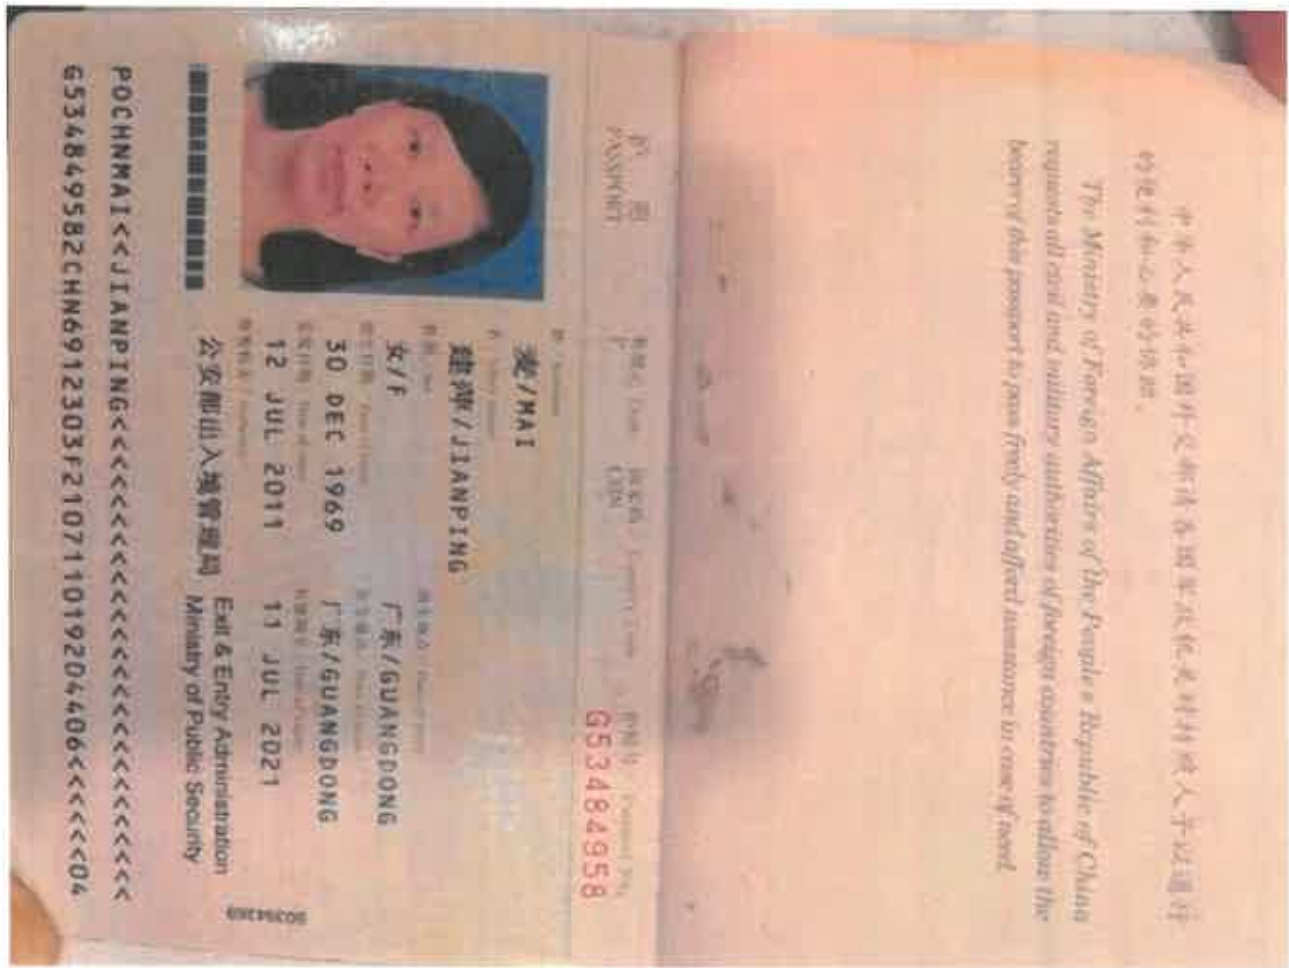 中华人民共和国外交部请各国军政机关对持照人予以通行
的便利和必要的协助。
The Ministry of Foreign Affairs of the People's Republic of China
requests all civil and military authorities of foreign countries to allow the
bearer of this passport to pass freely and afford assistance in case of need.
护照
PASSPORT
P
CHN
G53484958
麦/MAI
建萍/JIANPING
女/F
广东/GUANGDONG
30 DEC 1969
广东/GUANGDONG
12 JUL 2011
11 JUL 2021
公安部出入境管理局
Exit & Entry Administration
Ministry of Public Security
POCHNMAI<<JIANPING<<<<<<<<<<<<<<<<<<<<<<<<<<
G534849582CHN6912303F210711019204406<<<<<<04